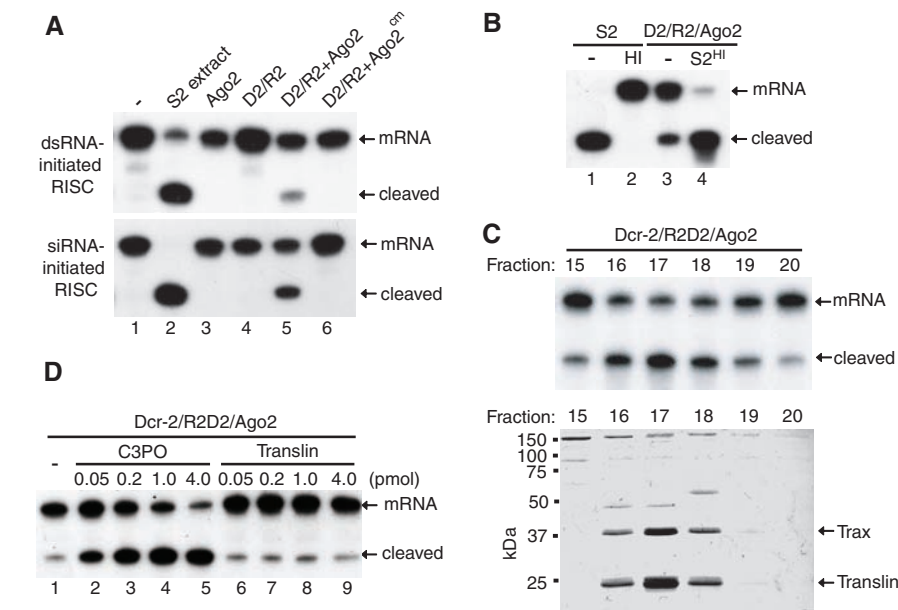 A
- S2 extract Ago2 D2/R2 D2/R2+Ago2 D2/R2+Ago2cm
dsRNA-initiated RISC
mRNA
cleaved
siRNA-initiated RISC
mRNA
cleaved
1 2 3 4 5 6
B
S2 D2/R2/Ago2
- HI - S2HI
mRNA
cleaved
1 2 3 4
C
Dcr-2/R2D2/Ago2
Fraction: 15 16 17 18 19 20
mRNA
cleaved
Fraction: 15 16 17 18 19 20
150
100
75
50
37
25
kDa
Trax
Translin
D
Dcr-2/R2D2/Ago2
- C3PO Translin
0.05 0.2 1.0 4.0 0.05 0.2 1.0 4.0 (pmol)
mRNA
cleaved
1 2 3 4 5 6 7 8 9